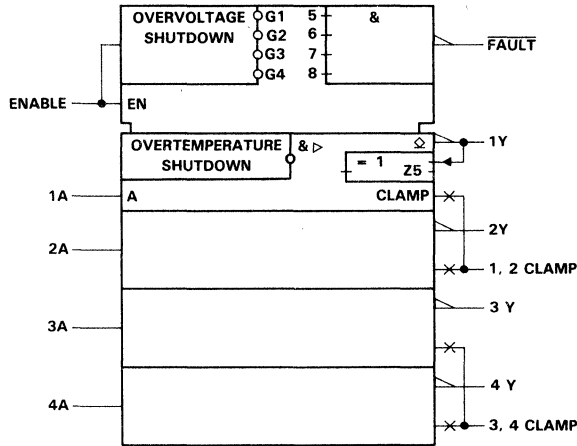 OVERVOLTAGE
SHUTDOWN
G1
G2
G3
G4
5
6
7
8
&
FAULT
ENABLE
EN
OVERTEMPERATURE
SHUTDOWN
& ▷
◇
1Y
= 1
Z5
1A
A
CLAMP
2Y
2A
1, 2 CLAMP
3 Y
3A
4 Y
4A
3, 4 CLAMP